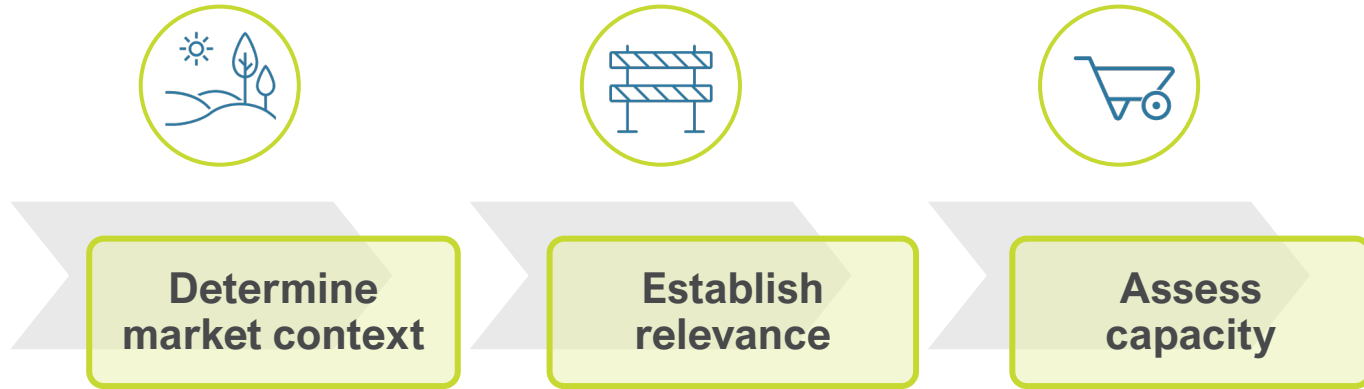 Determine
market context
Establish
relevance
Assess
capacity